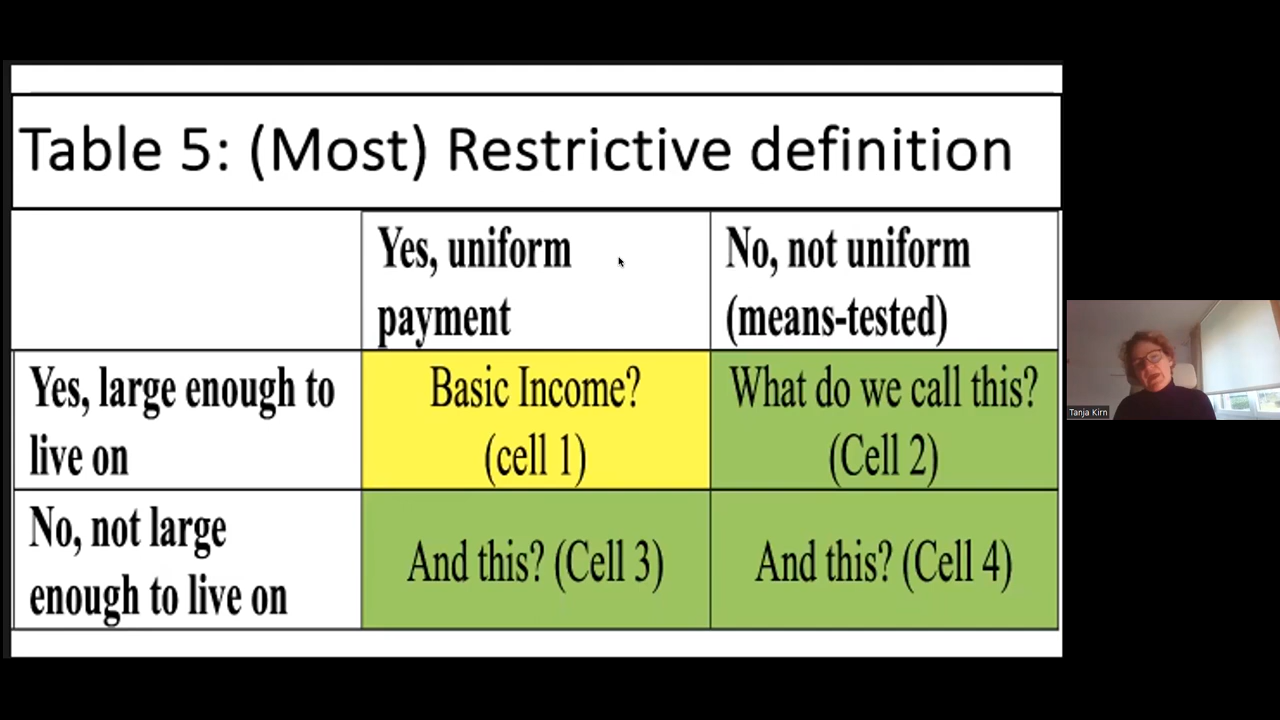 Table 5: (Most) Restrictive definition
Yes, uniform
payment
No, not uniform
(means-tested)
Yes, large enough to
live on
Basic Income?
(cell 1)
What do we call this?
(Cell 2)
No, not large
enough to live on
And this? (Cell 3)
And this? (Cell 4)
Tanja Kirn